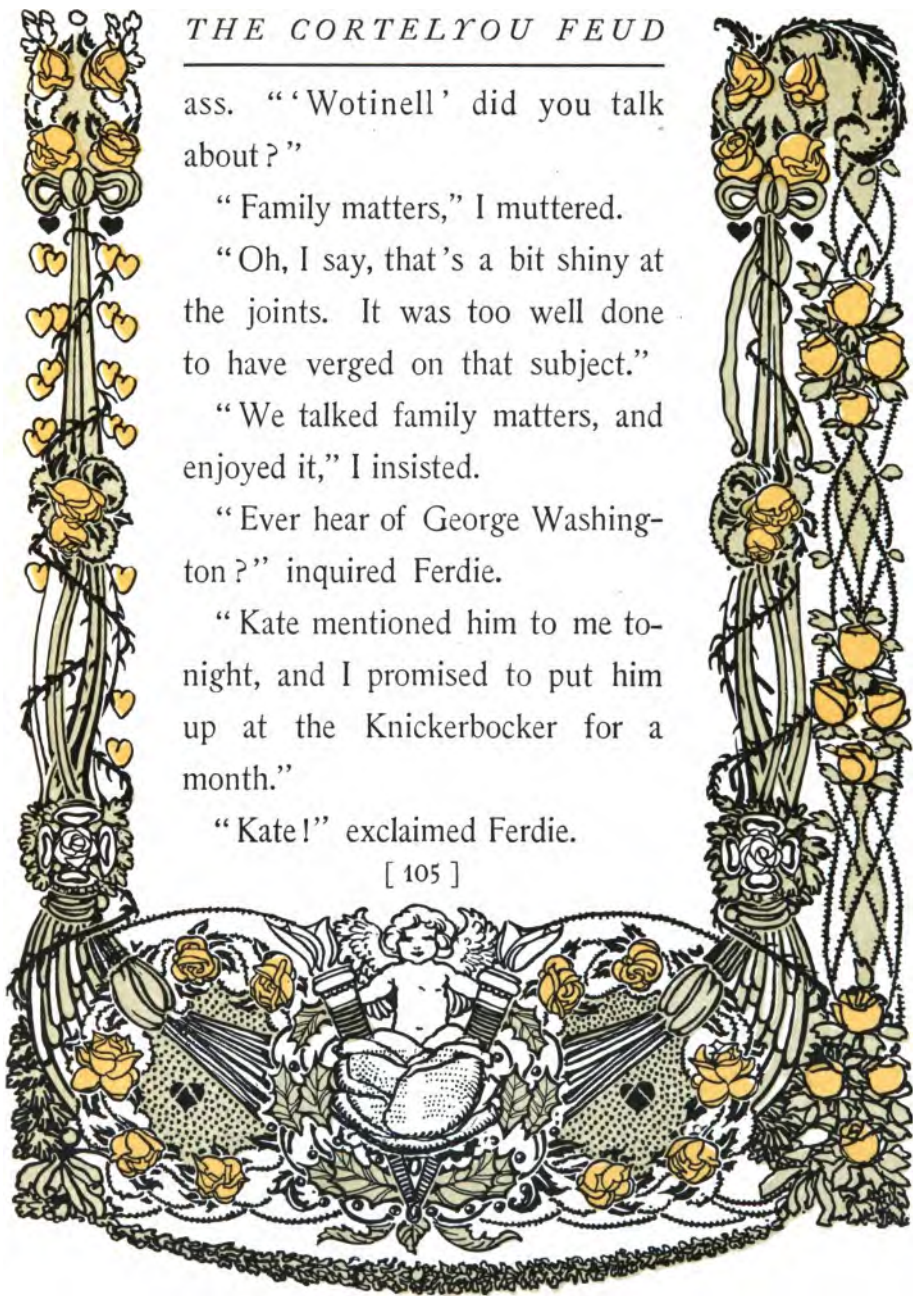 THE CORTELYOU FEUD
ass. “ ‘ Wotinell ’ did you talk
about ? ”
“ Family matters,” I muttered.
“ Oh, I say, that ’s a bit shiny at
the joints. It was too well done
to have verged on that subject.”
“ We talked family matters, and
enjoyed it,” I insisted.
“ Ever hear of George Washing-
ton ? ” inquired Ferdie.
“ Kate mentioned him to me to-
night, and I promised to put him
up at the Knickerbocker for a
month.”
“ Kate ! ” exclaimed Ferdie.
[ 105 ]